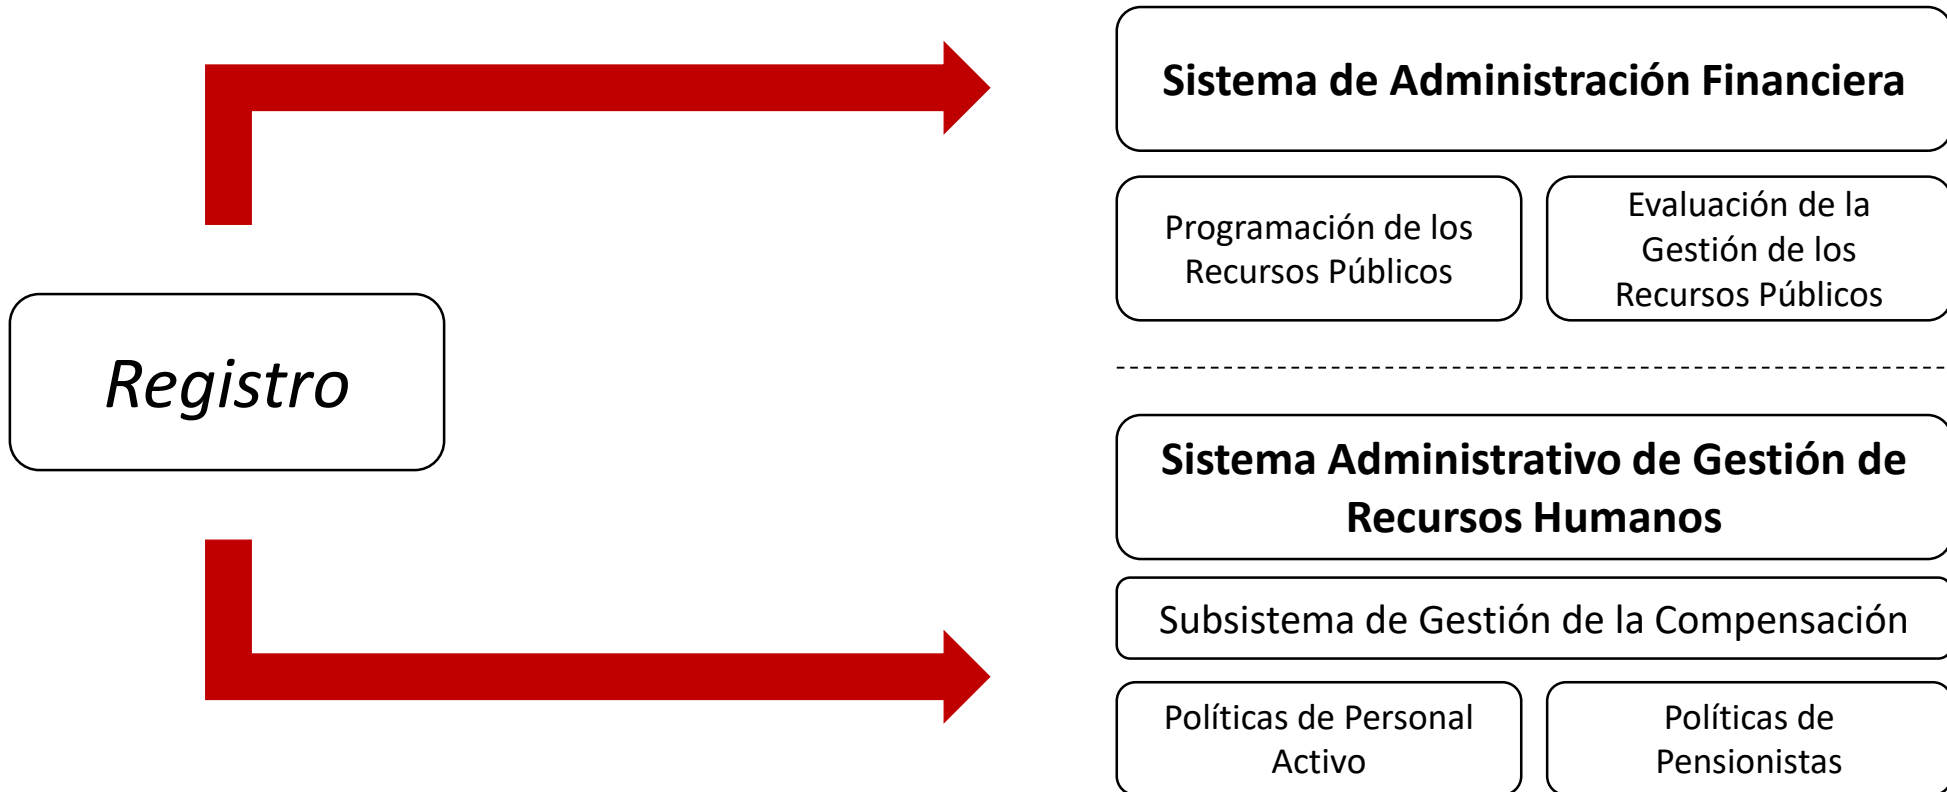 Sistema de Administración Financiera
Programación de los
Recursos Públicos
Evaluación de la
Gestión de los
Recursos Públicos
Registro
Sistema Administrativo de Gestión de
Recursos Humanos
Subsistema de Gestión de la Compensación
Políticas de Personal
Activo
Políticas de
Pensionistas